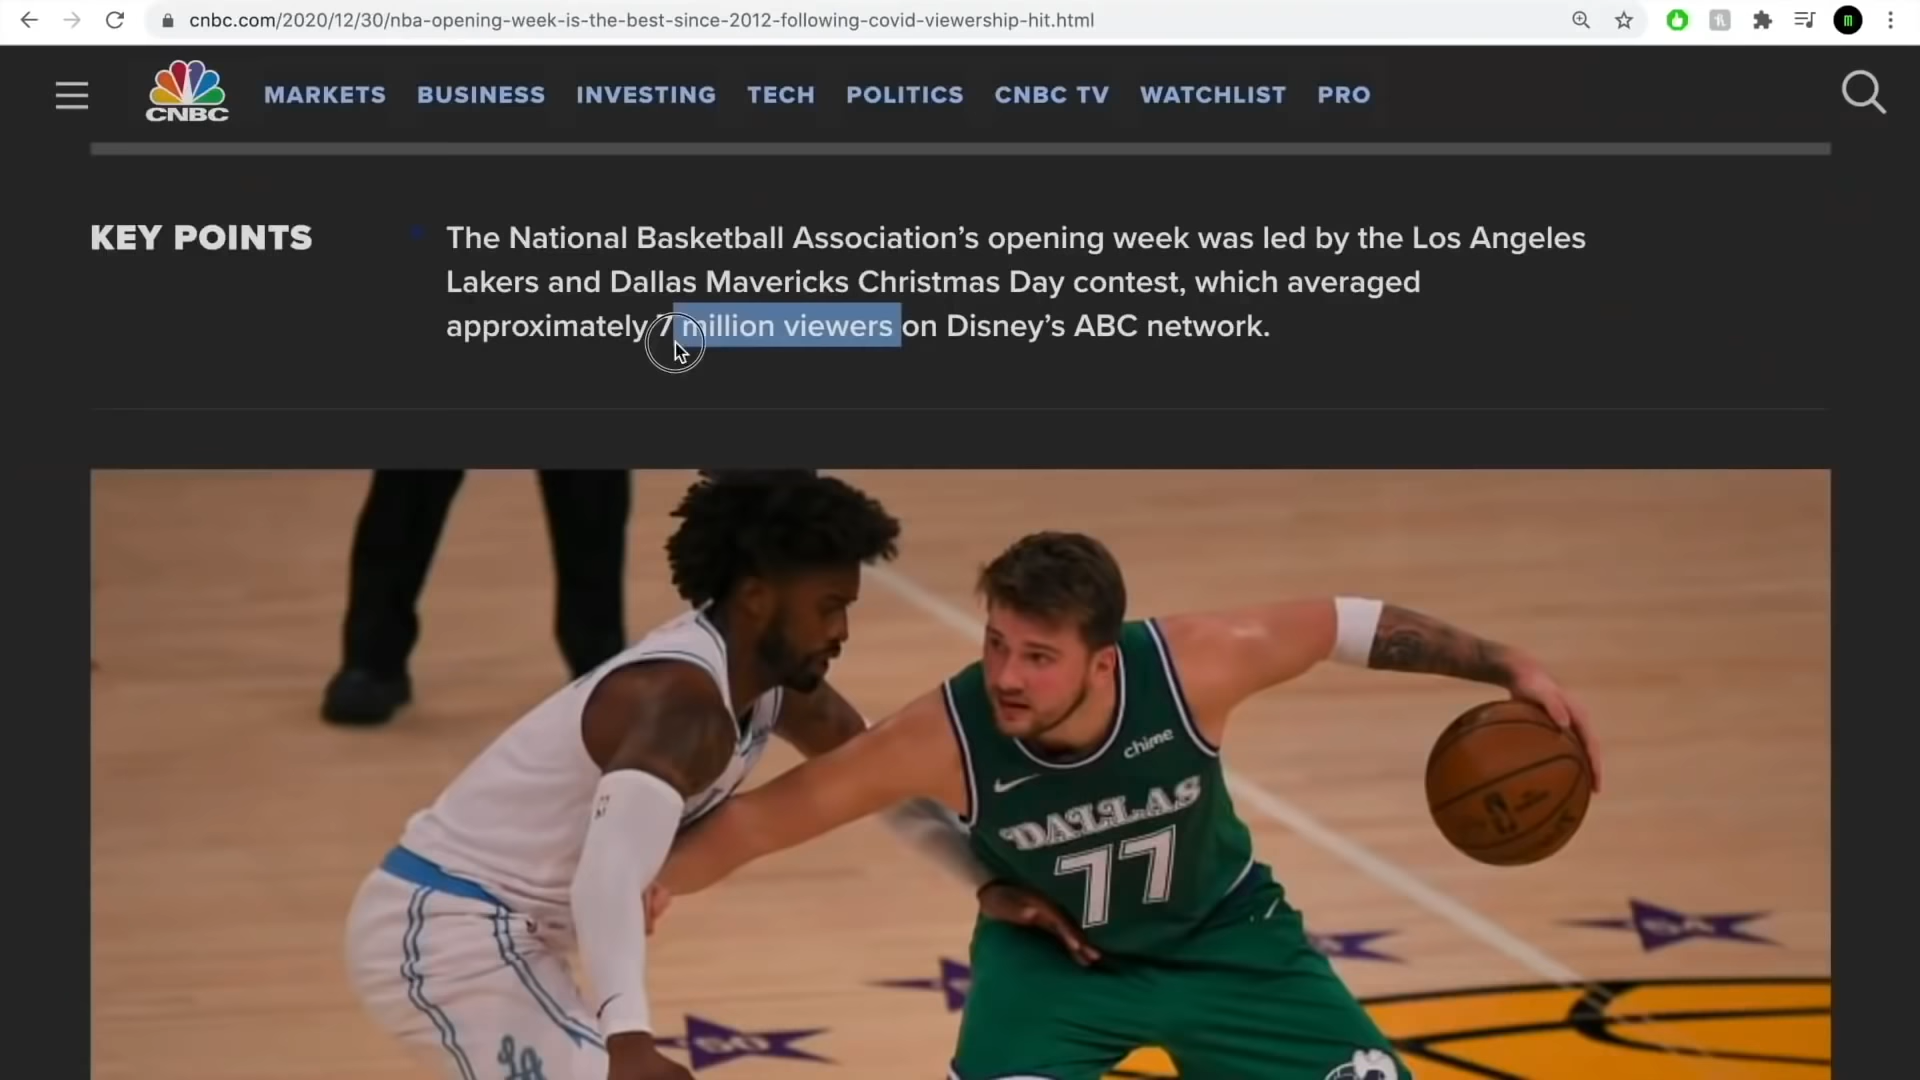 cnbc.com/2020/12/30/nba-opening-week-is-the-best-since-2012-following-covid-viewership-hit.html
m
CNBC
MARKETS BUSINESS INVESTING TECH POLITICS CNBC TV WATCHLIST PRO
KEY POINTS
The National Basketball Association’s opening week was led by the Los Angeles
Lakers and Dallas Mavericks Christmas Day contest, which averaged
approximately 7 million viewers on Disney’s ABC network.
chime
DALLAS
77
LA